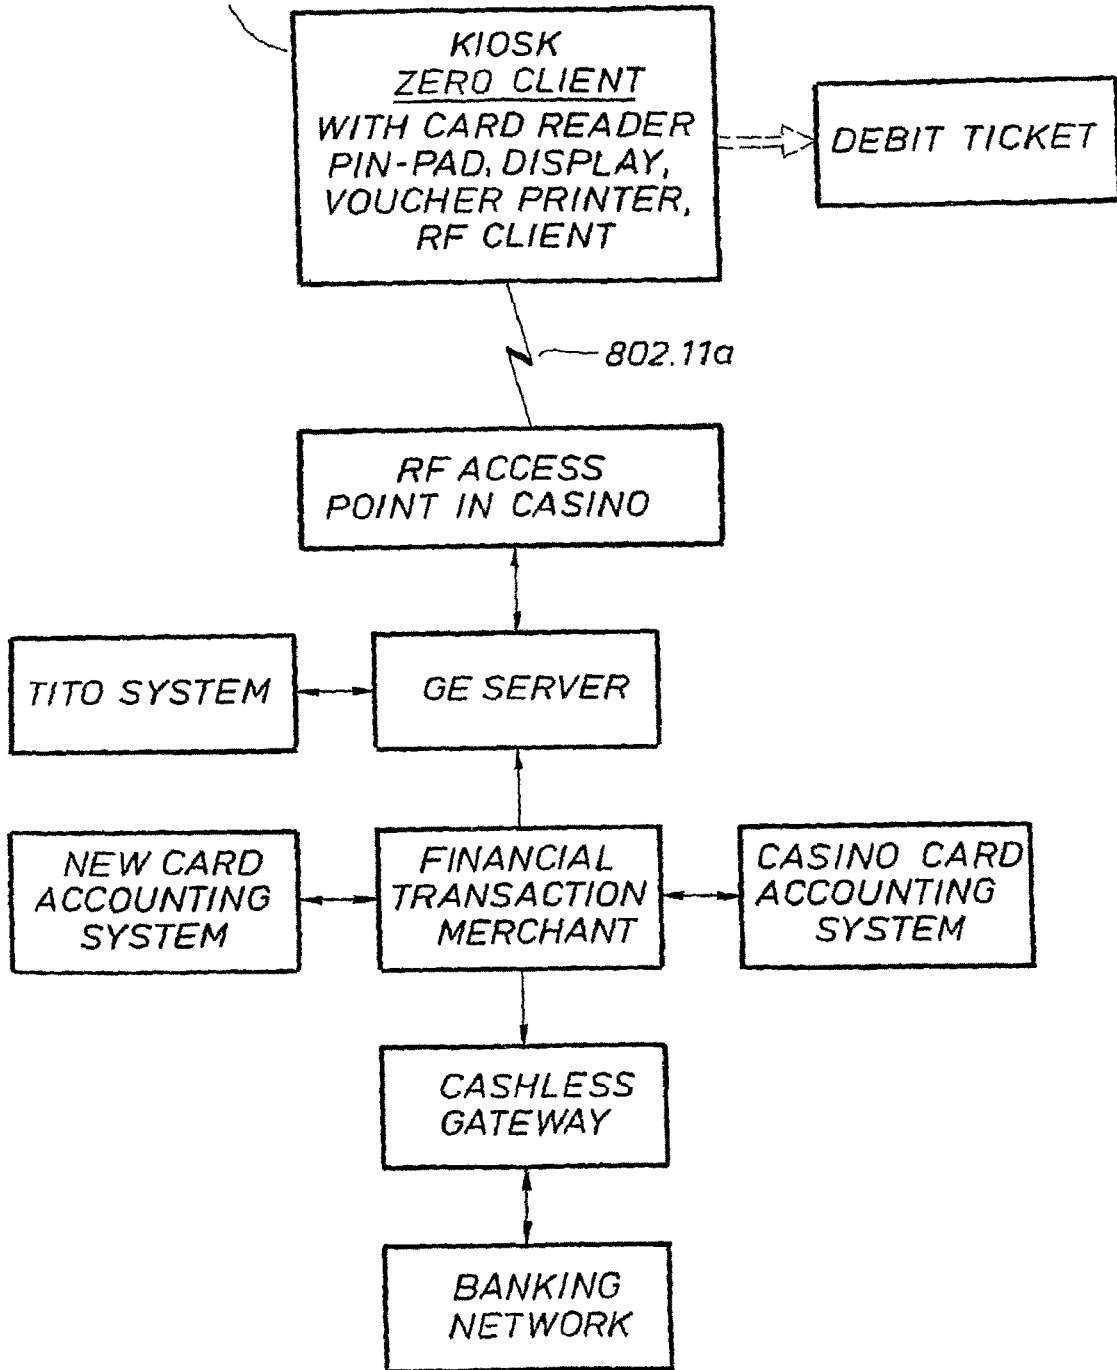 KIOSK
ZERO CLIENT
WITH CARD READER
PIN-PAD, DISPLAY,
VOUCHER PRINTER,
RF CLIENT
DEBIT TICKET
802.11a
RF ACCESS
POINT IN CASINO
TITO SYSTEM
GE SERVER
NEW CARD
ACCOUNTING
SYSTEM
FINANCIAL
TRANSACTION
MERCHANT
CASINO CARD
ACCOUNTING
SYSTEM
CASHLESS
GATEWAY
BANKING
NETWORK